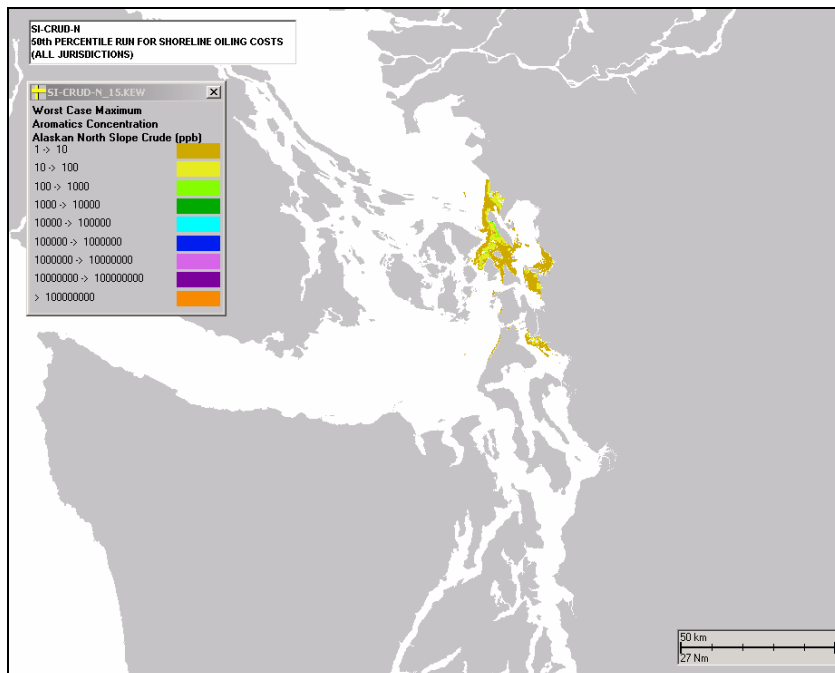 SI-CRUD-N
50th PERCENTILE RUN FOR SHORELINE OILING COSTS
(ALL JURISDICTIONS)
SI-CRUD-N_15.KEW
Worst Case Maximum
Aromatics Concentration
Alaskan North Slope Crude (ppb)
1 -> 10
10 -> 100
100 -> 1000
1000 -> 10000
10000 -> 100000
100000 -> 1000000
1000000 -> 10000000
10000000 -> 100000000
> 100000000
50 km
27 Nm